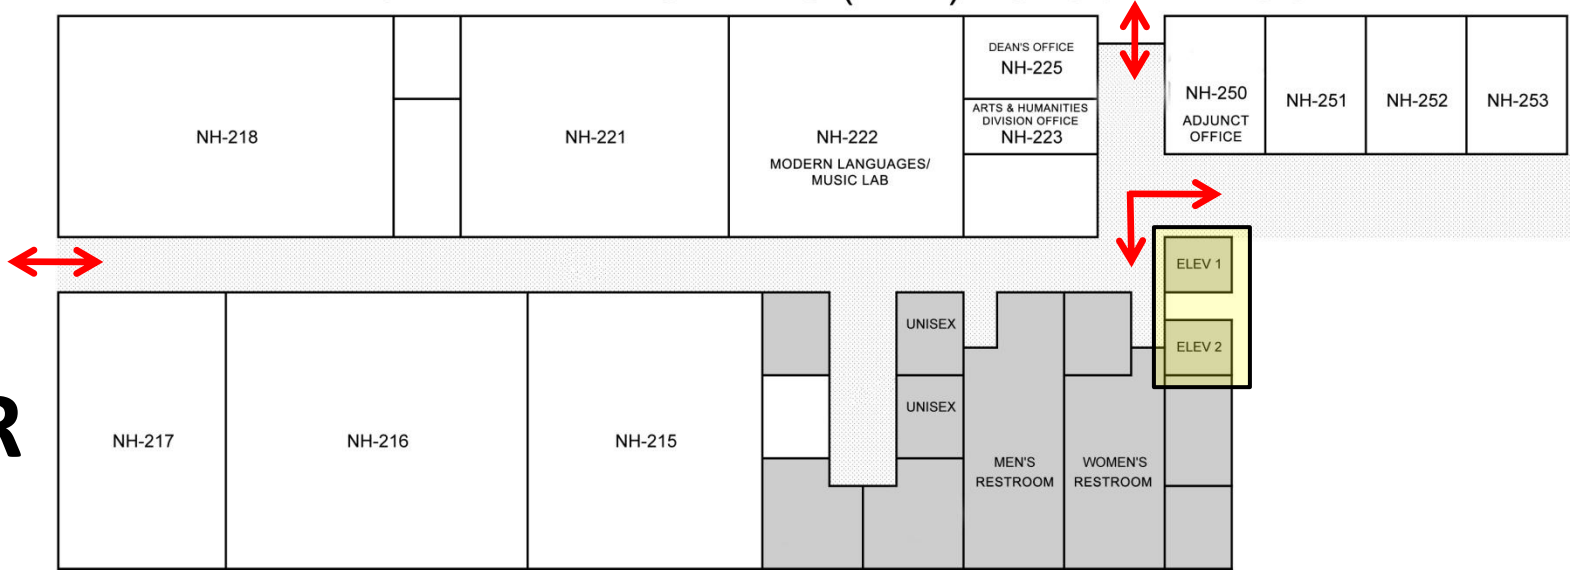 DEAN'S OFFICE
NH-225
ARTS & HUMANITIES
DIVISION OFFICE
NH-223
NH-218
NH-221
NH-222
MODERN LANGUAGES/
MUSIC LAB
NH-250
ADJUNCT
OFFICE
NH-251
NH-252
NH-253
ELEV 1
ELEV 2
UNISEX
UNISEX
R
NH-217
NH-216
NH-215
MEN'S
RESTROOM
WOMEN'S
RESTROOM